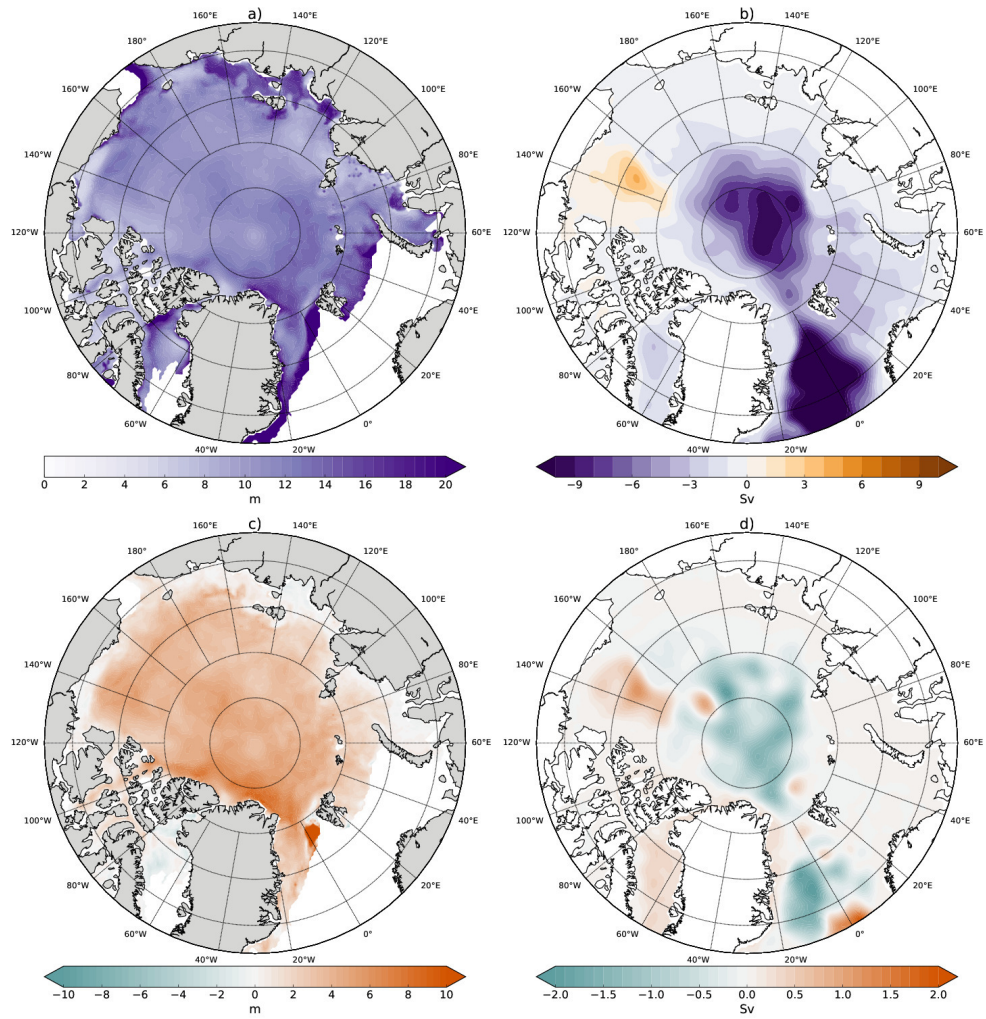 a) b)
160°E 140°E 160°E 140°E
180° 120°E 180° 120°E
160°W 100°E 160°W 100°E
140°W 80°E 140°W 80°E
120°W 60°E 120°W 60°E
100°W 40°E 100°W 40°E
80°W 20°E 80°W 20°E
60°W 0° 60°W 0°
40°W 20°W 40°W 20°W
0 2 4 6 8 10 12 14 16 18 20 −9 −6 −3 0 3 6 9
m Sv
c) d)
160°E 140°E 160°E 140°E
180° 120°E 180° 120°E
160°W 100°E 160°W 100°E
140°W 80°E 140°W 80°E
120°W 60°E 120°W 60°E
100°W 40°E 100°W 40°E
80°W 20°E 80°W 20°E
60°W 0° 60°W 0°
40°W 20°W 40°W 20°W
−10 −8 −6 −4 −2 0 2 4 6 8 10 −2.0 −1.5 −1.0 −0.5 0.0 0.5 1.0 1.5 2.0
m Sv